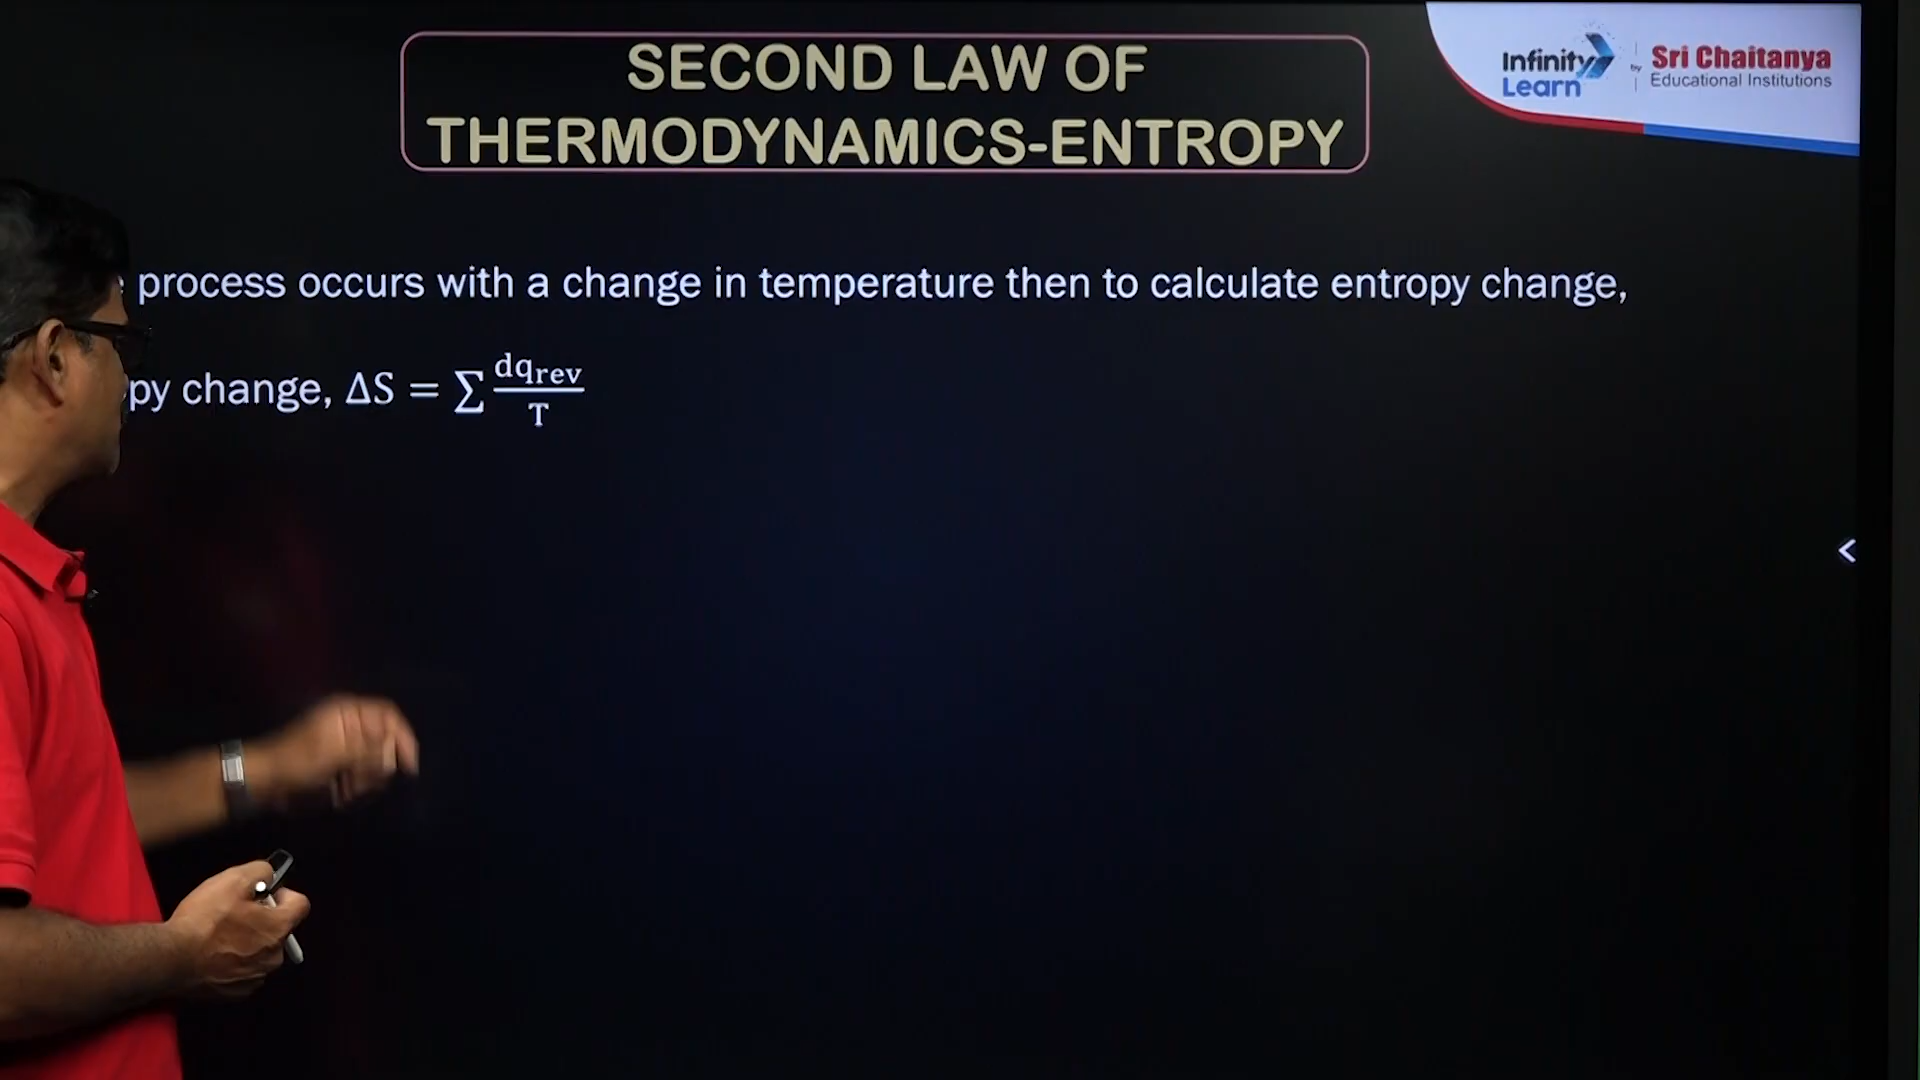 SECOND LAW OF
THERMODYNAMICS-ENTROPY
Infinity
Learn
by
Sri Chaitanya
Educational Institutions
process occurs with a change in temperature then to calculate entropy change,
change, ΔS = ∑ dqrev/T